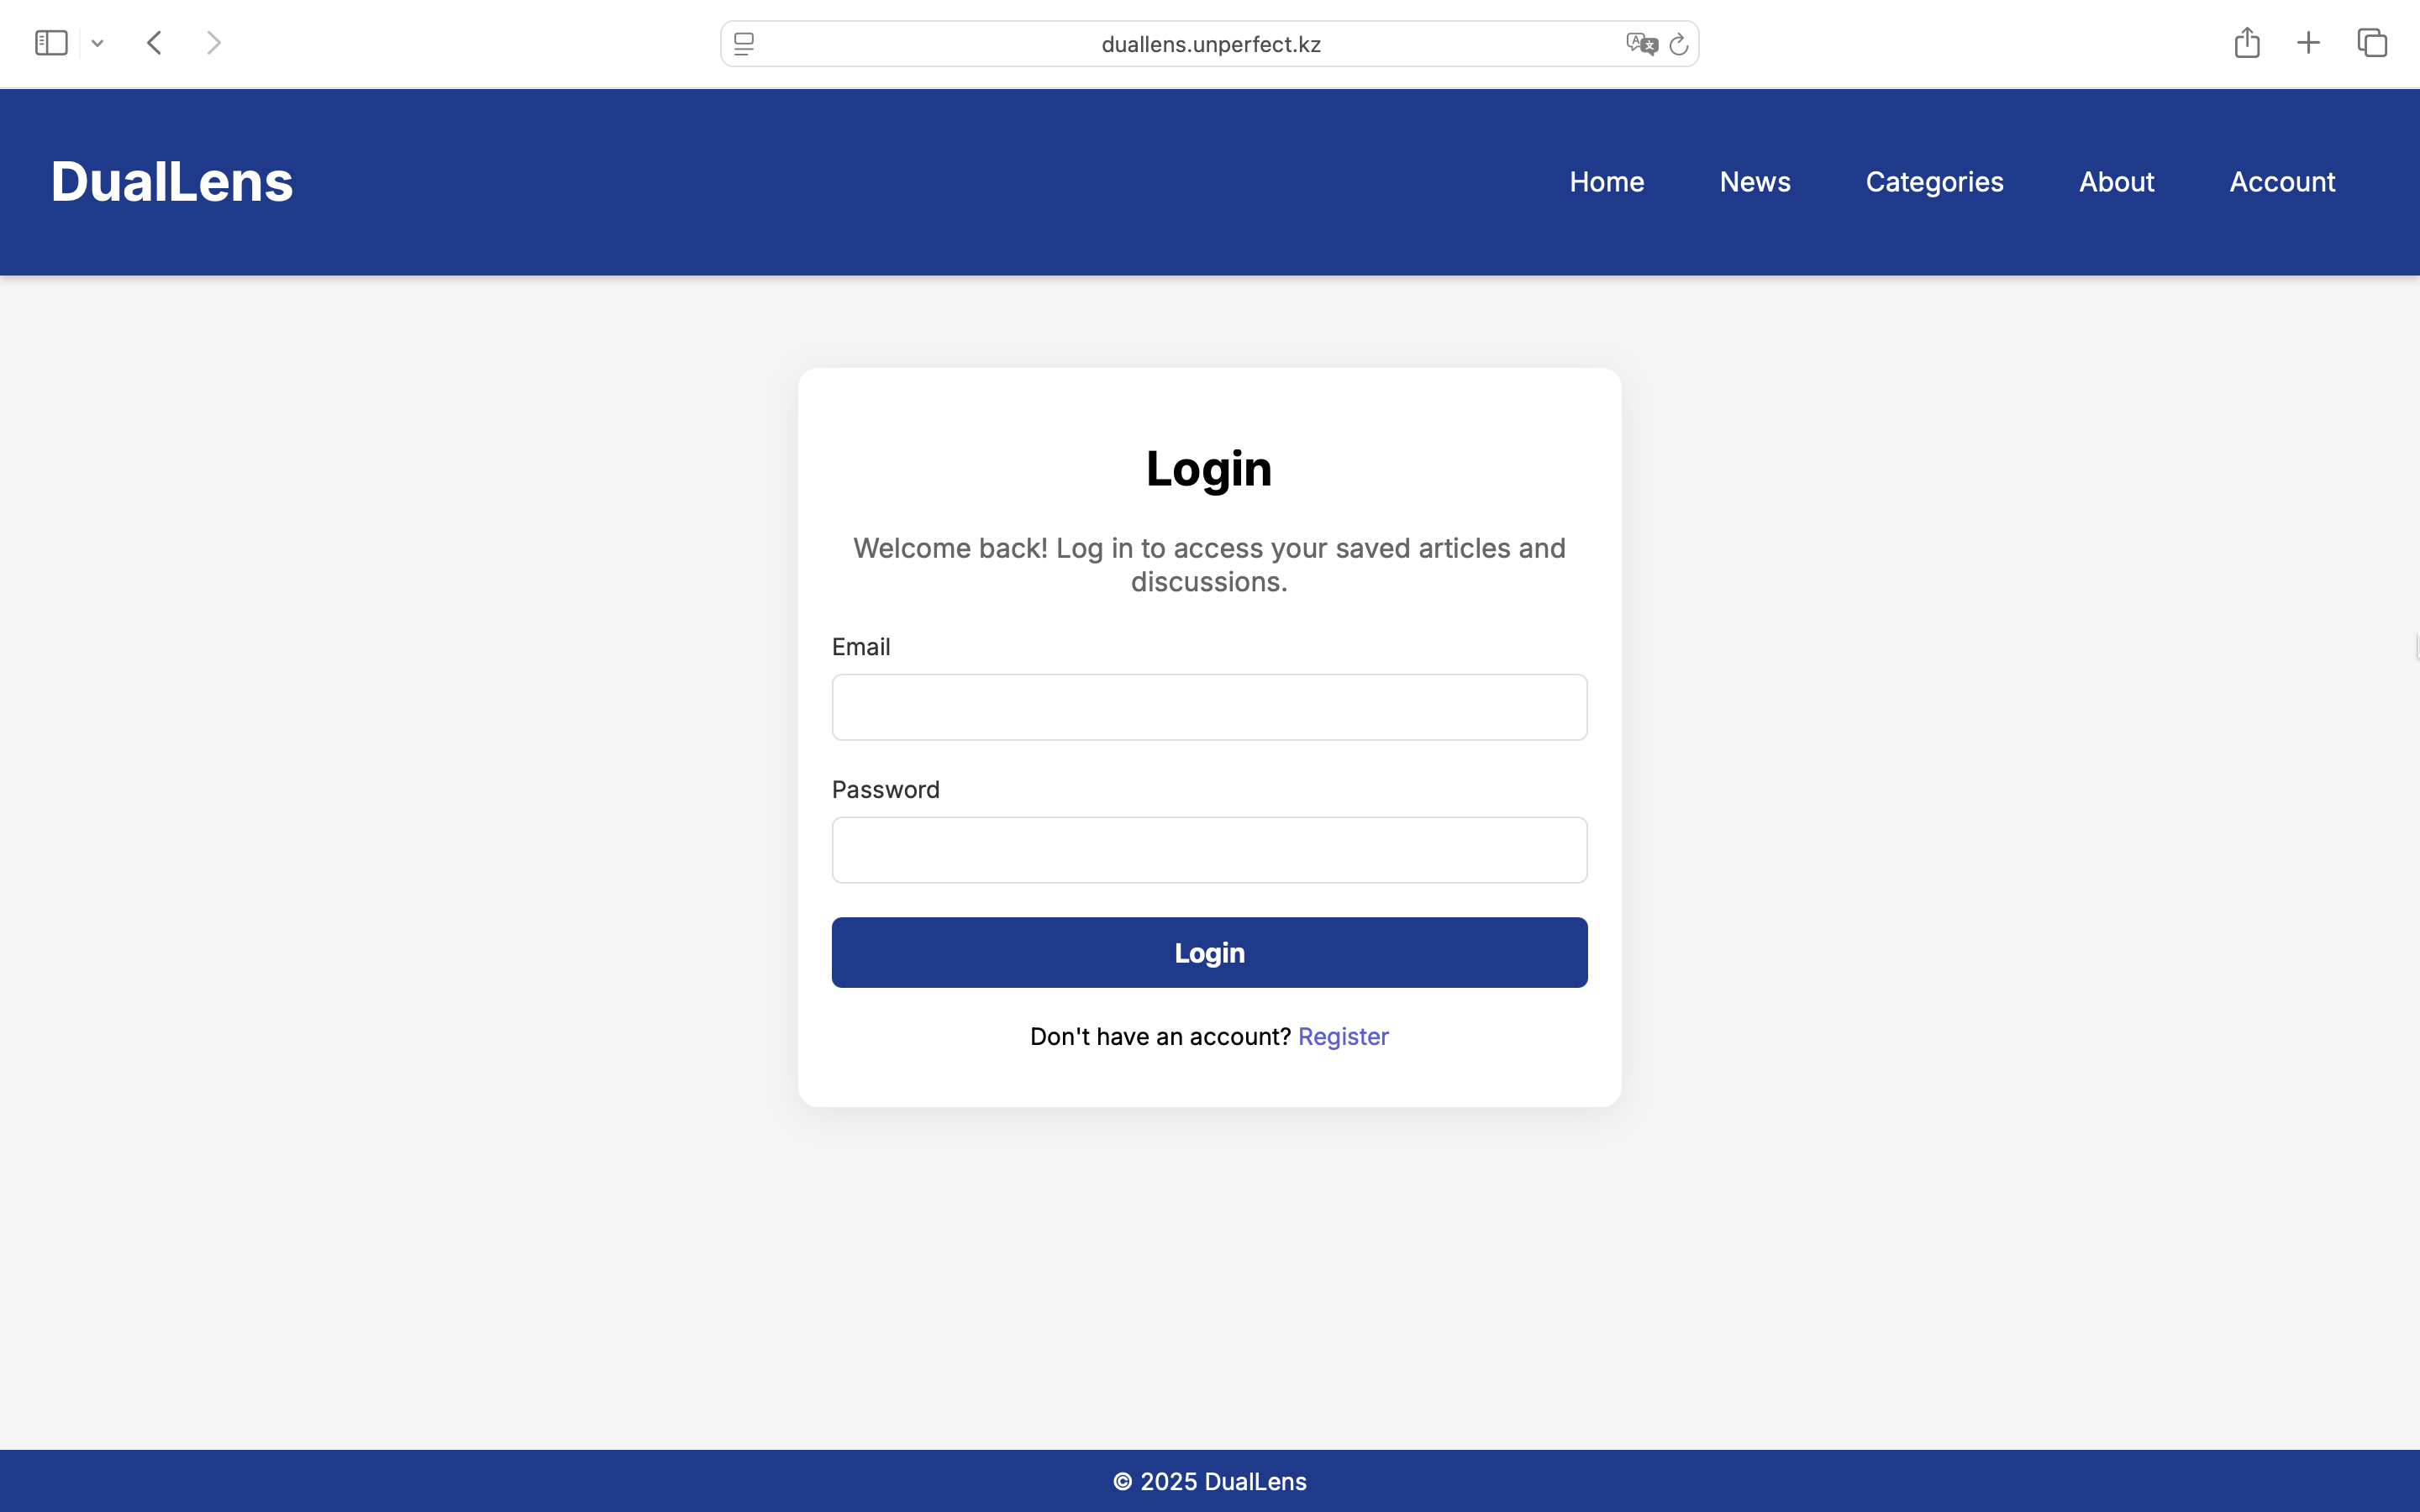 duallens.unperfect.kz
DualLens
Home News Categories About Account
Login
Welcome back! Log in to access your saved articles and
discussions.
Email
Password
Login
Don't have an account? Register
© 2025 DualLens